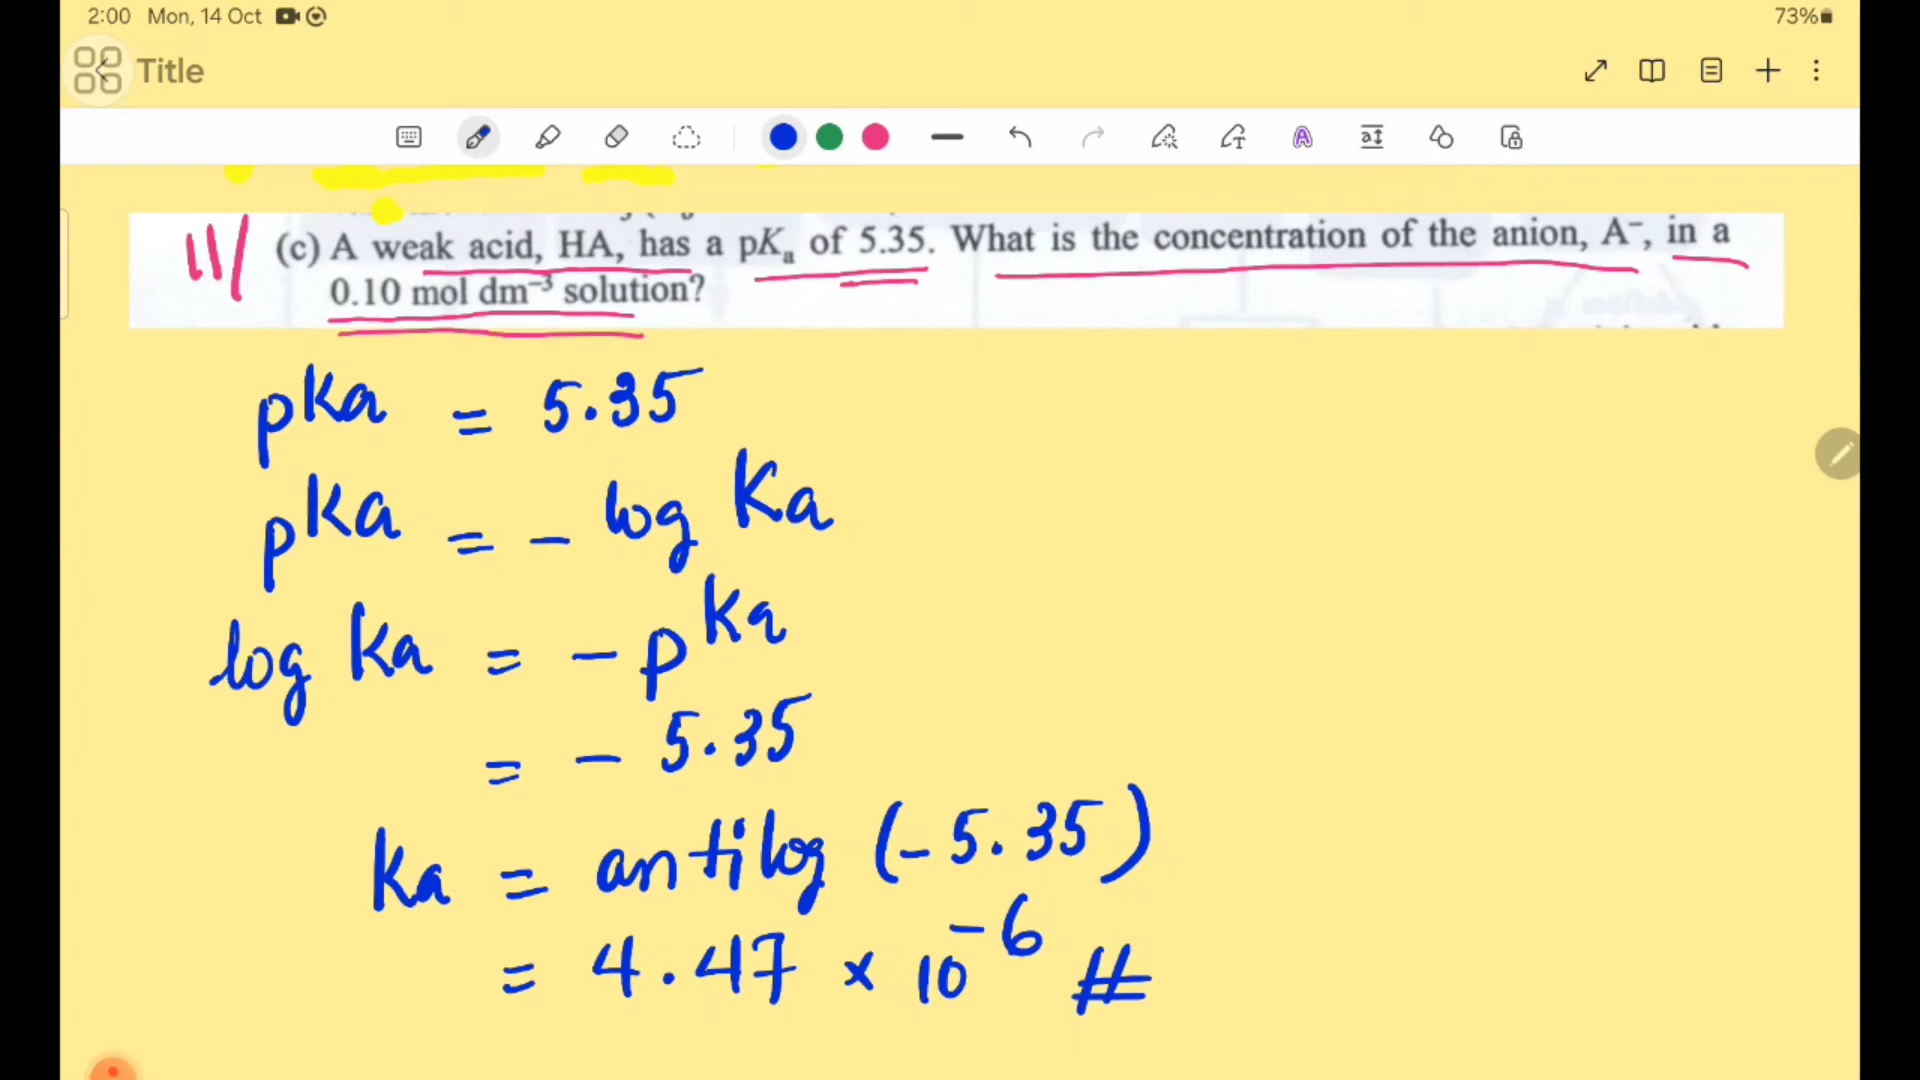 2:00 Mon, 14 Oct
73%
Title
111/ (c) A weak acid, HA, has a pKₐ of 5.35. What is the concentration of the anion, A⁻, in a
0.10 mol dm⁻³ solution?
pKa = 5.35
pKa = - log Ka
log Ka = - pKa
= - 5.35
Ka = antilog (-5.35)
= 4.47 × 10⁻⁶ #